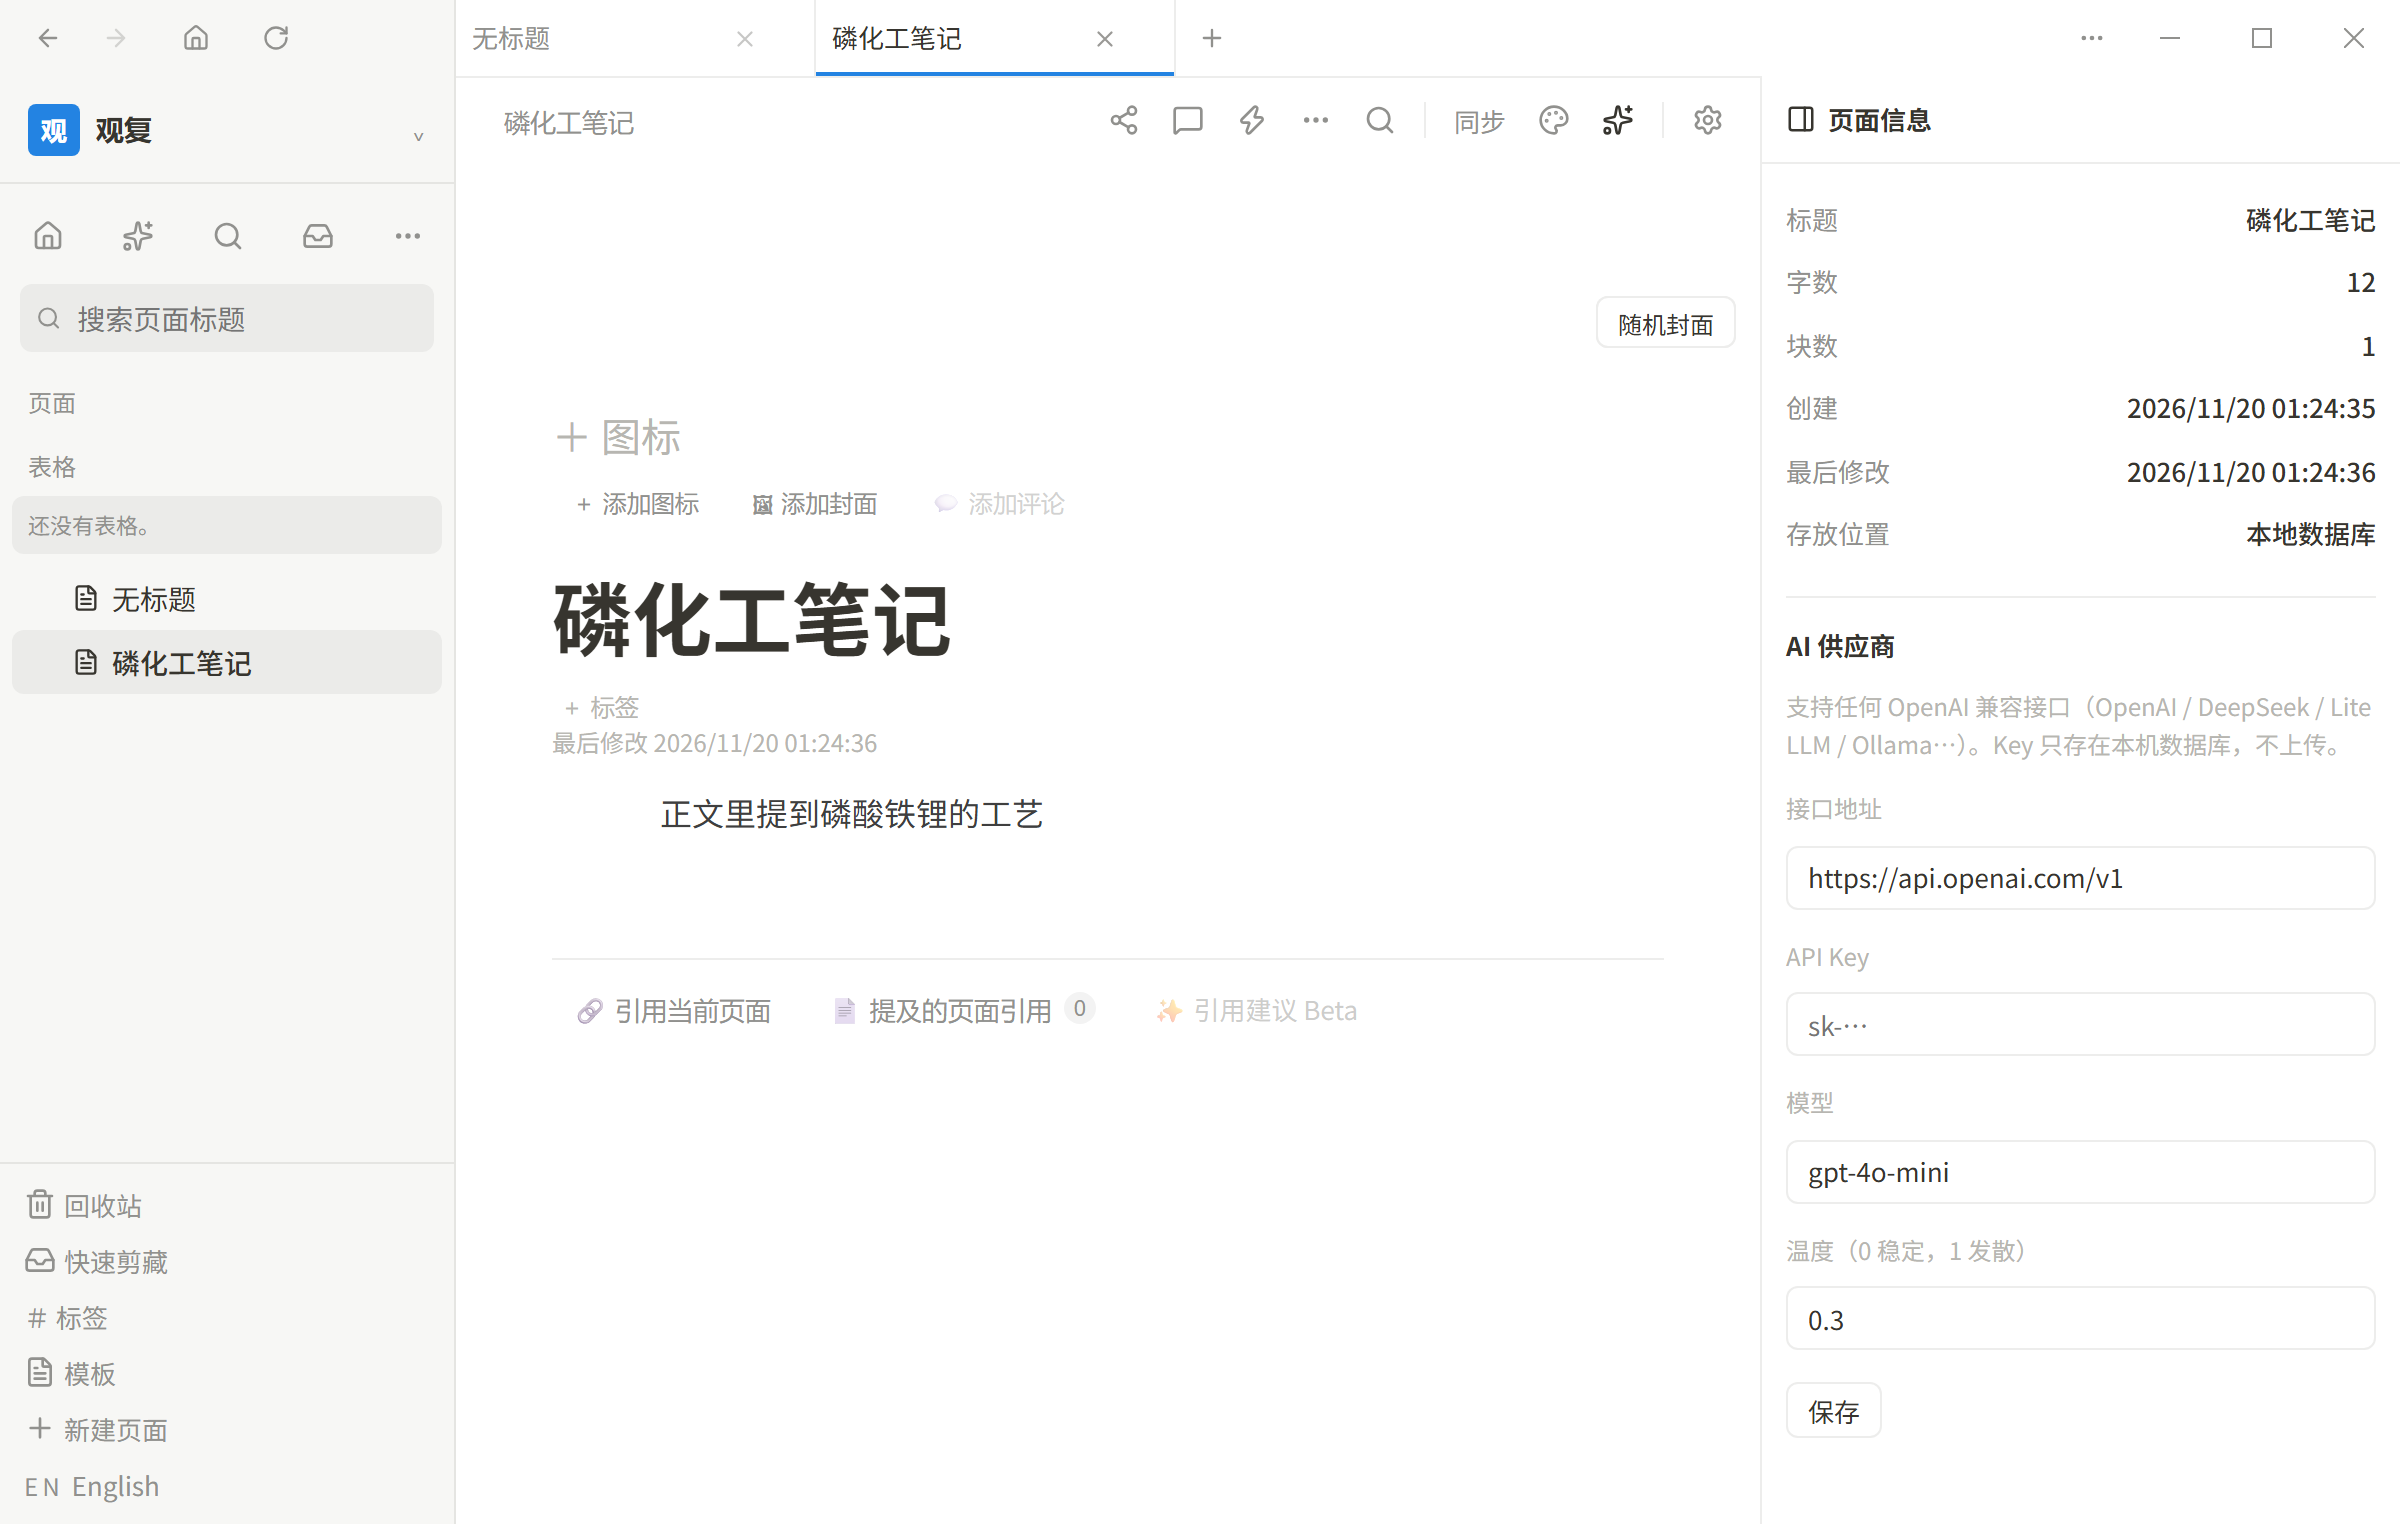 无标题
磷化工笔记
观 观复
搜索页面标题
页面
表格
还没有表格。
无标题
磷化工笔记
回收站
快速剪藏
# 标签
模板
+ 新建页面
EN English
磷化工笔记
同步
随机封面
+ 图标
+ 添加图标
添加封面
添加评论
磷化工笔记
+ 标签
最后修改 2026/11/20 01:24:36
正文里提到磷酸铁锂的工艺
引用当前页面
提及的页面引用 0
引用建议 Beta
页面信息
标题 磷化工笔记
字数 12
块数 1
创建 2026/11/20 01:24:35
最后修改 2026/11/20 01:24:36
存放位置 本地数据库
AI 供应商
支持任何 OpenAI 兼容接口（OpenAI / DeepSeek / Lite
LLM / Ollama…）。Key 只存在本机数据库，不上传。
接口地址
https://api.openai.com/v1
API Key
sk-…
模型
gpt-4o-mini
温度（0 稳定，1 发散）
0.3
保存